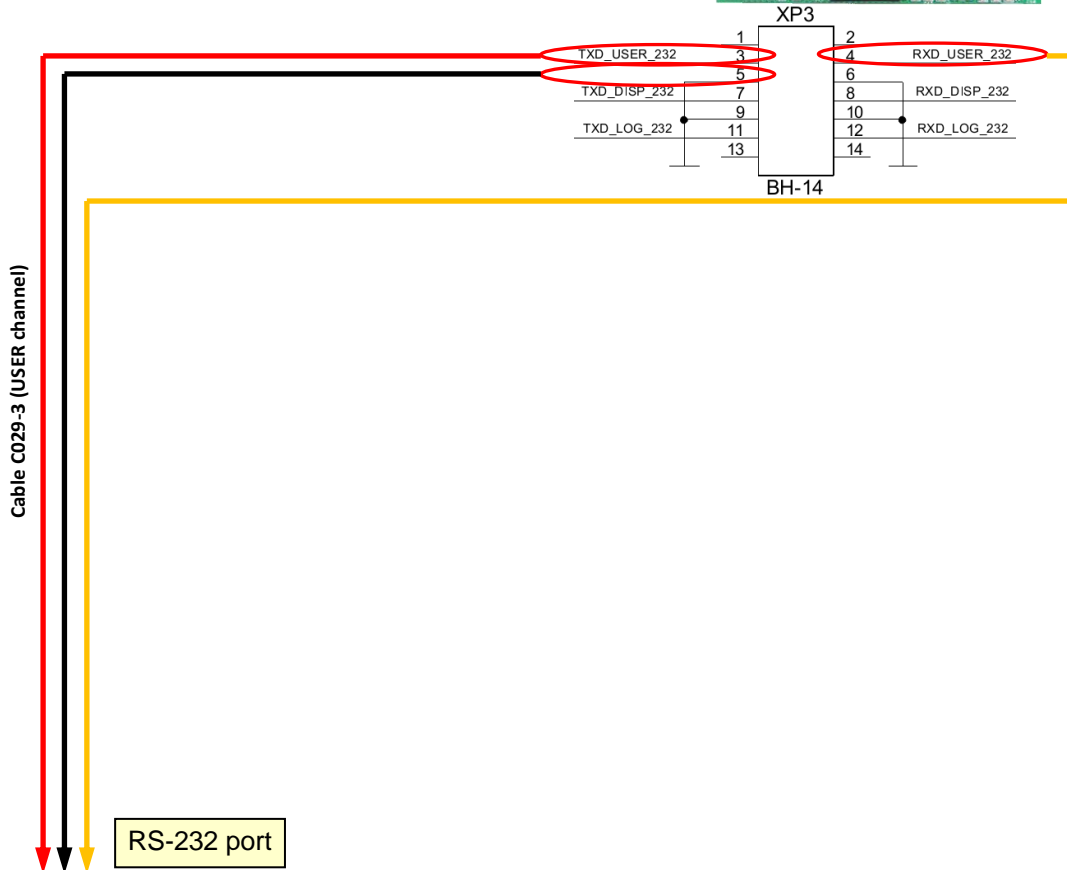 XP3
1 2
TXD_USER_232 3 4 RXD_USER_232
5 6
TXD_DISP_232 7 8 RXD_DISP_232
9 10
TXD_LOG_232 11 12 RXD_LOG_232
13 14
BH-14
Cable C029-3 (USER channel)
RS-232 port